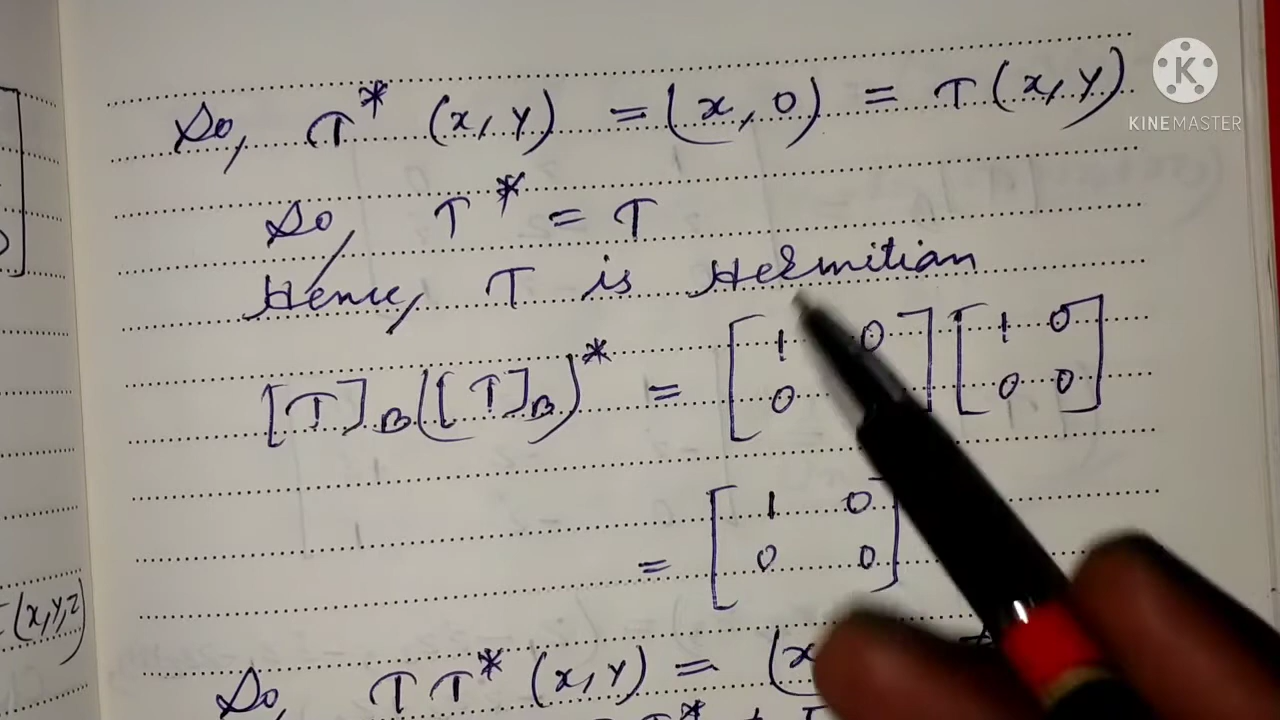 So, T* (x, y) = (x, 0) = T(x, y)
KINEMASTER
So, T* = T
Hence, T is Hermitian
[T]B([T]B)* = [1 0 0] [1 0 0 0]
= [1 0 0 0]
So, TT* (x, y) = (x
(x, y, z)